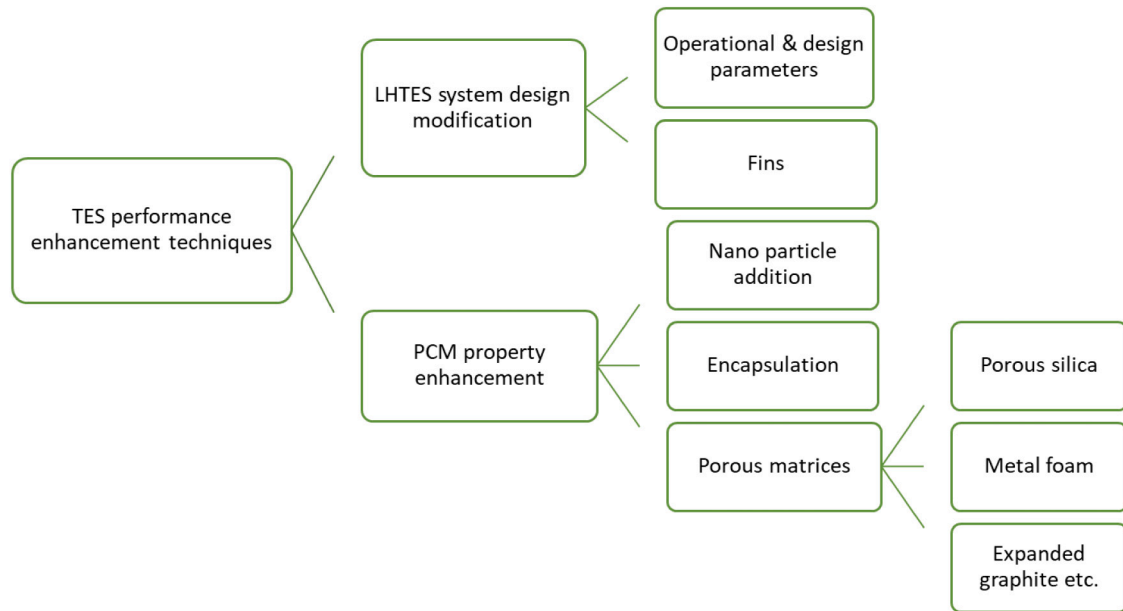 TES performance
enhancement techniques
LHTES system design
modification
Operational & design
parameters
Fins
PCM property
enhancement
Nano particle
addition
Encapsulation
Porous matrices
Porous silica
Metal foam
Expanded
graphite etc.